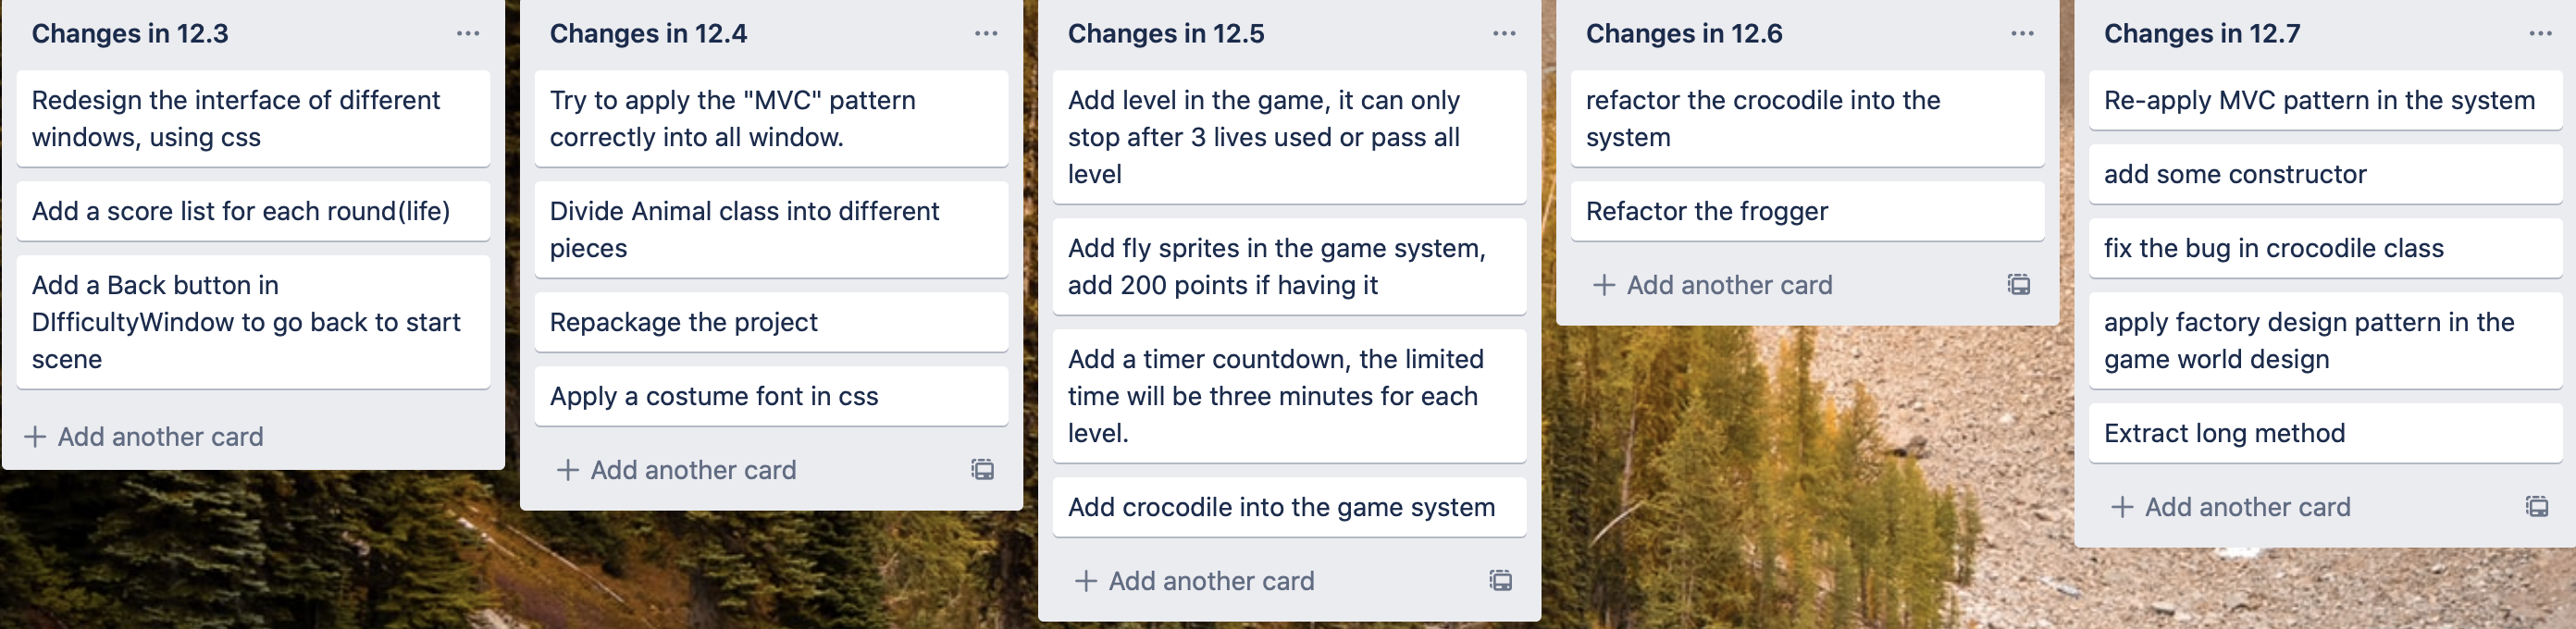 Changes in 12.3
Redesign the interface of different
windows, using css
Add a score list for each round(life)
Add a Back button in
DIfficultyWindow to go back to start
scene
+ Add another card
Changes in 12.4
Try to apply the "MVC" pattern
correctly into all window.
Divide Animal class into different
pieces
Repackage the project
Apply a costume font in css
+ Add another card
Changes in 12.5
Add level in the game, it can only
stop after 3 lives used or pass all
level
Add fly sprites in the game system,
add 200 points if having it
Add a timer countdown, the limited
time will be three minutes for each
level.
Add crocodile into the game system
+ Add another card
Changes in 12.6
refactor the crocodile into the
system
Refactor the frogger
+ Add another card
Changes in 12.7
Re-apply MVC pattern in the system
add some constructor
fix the bug in crocodile class
apply factory design pattern in the
game world design
Extract long method
+ Add another card